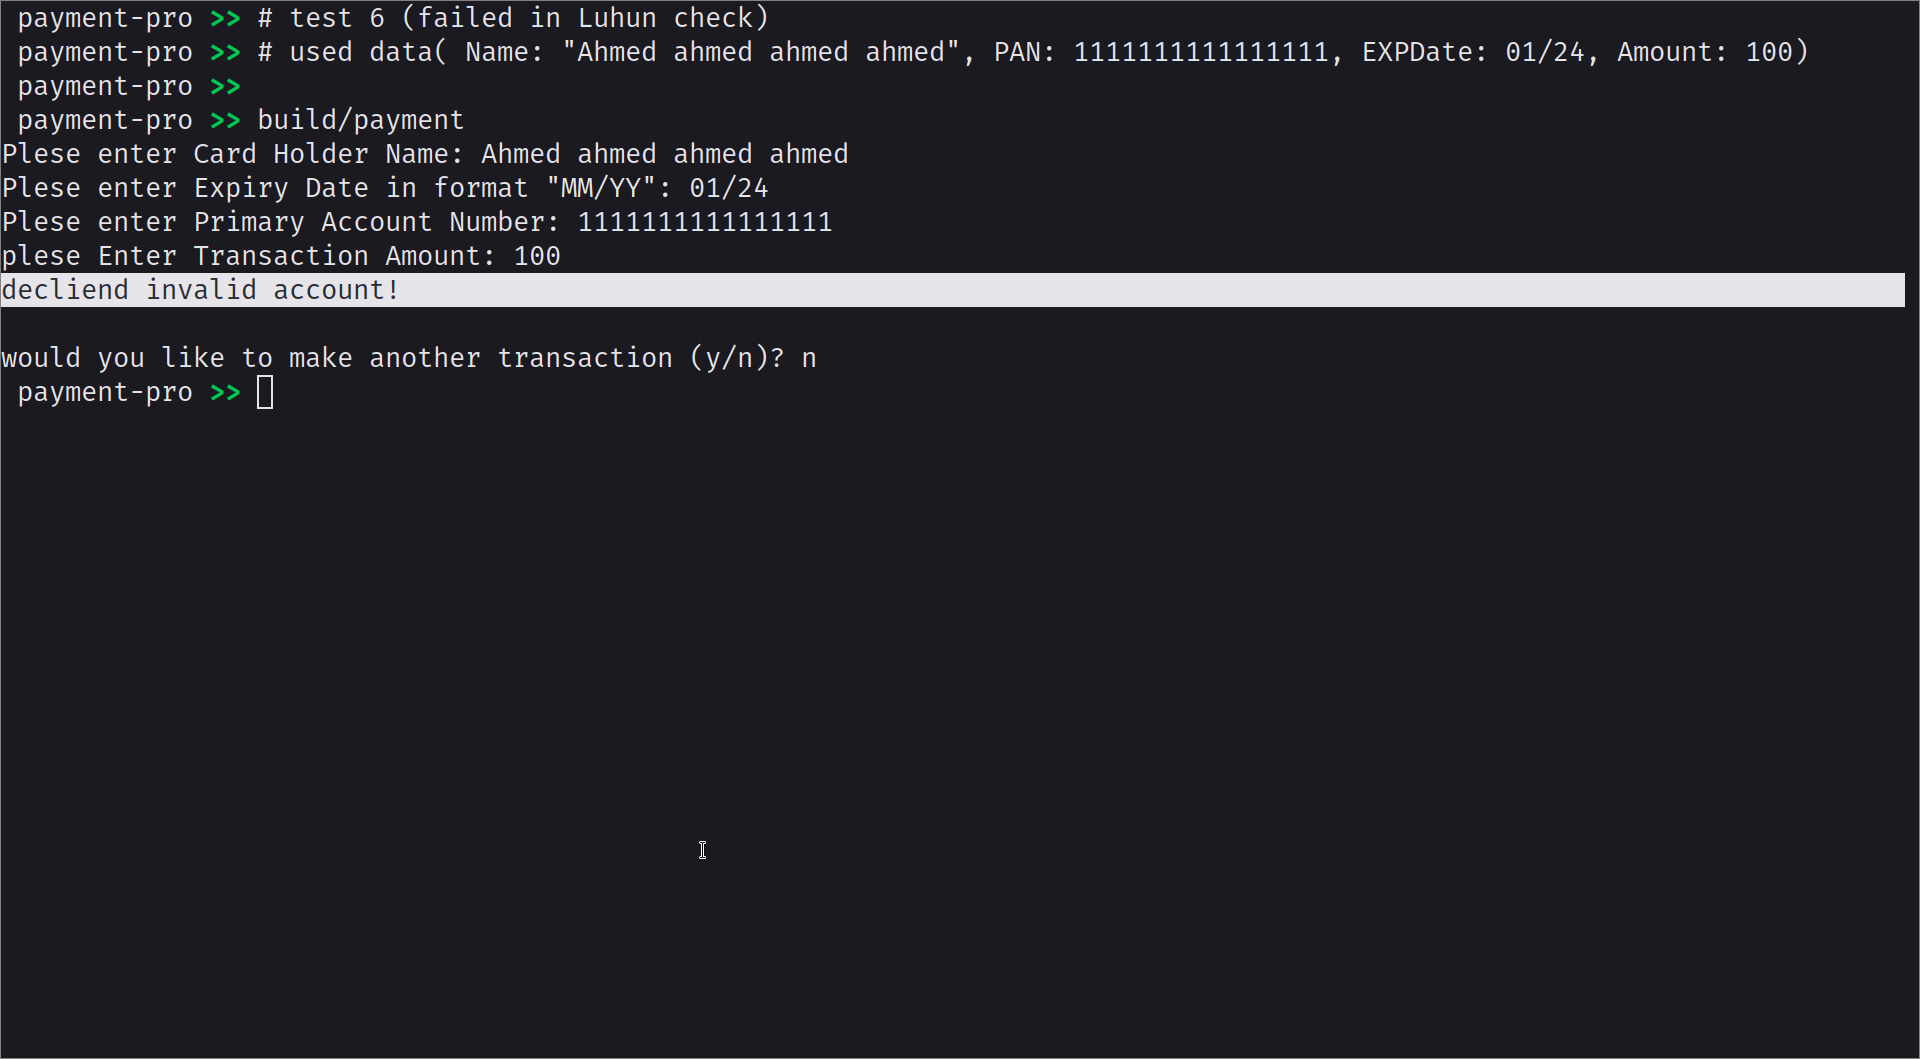 payment-pro >> # test 6 (failed in Luhun check)
payment-pro >> # used data( Name: "Ahmed ahmed ahmed ahmed", PAN: 1111111111111111, EXPDate: 01/24, Amount: 100)
payment-pro >>
payment-pro >> build/payment
Plese enter Card Holder Name: Ahmed ahmed ahmed ahmed
Plese enter Expiry Date in format "MM/YY": 01/24
Plese enter Primary Account Number: 1111111111111111
plese Enter Transaction Amount: 100
decliend invalid account!
would you like to make another transaction (y/n)? n
payment-pro >>